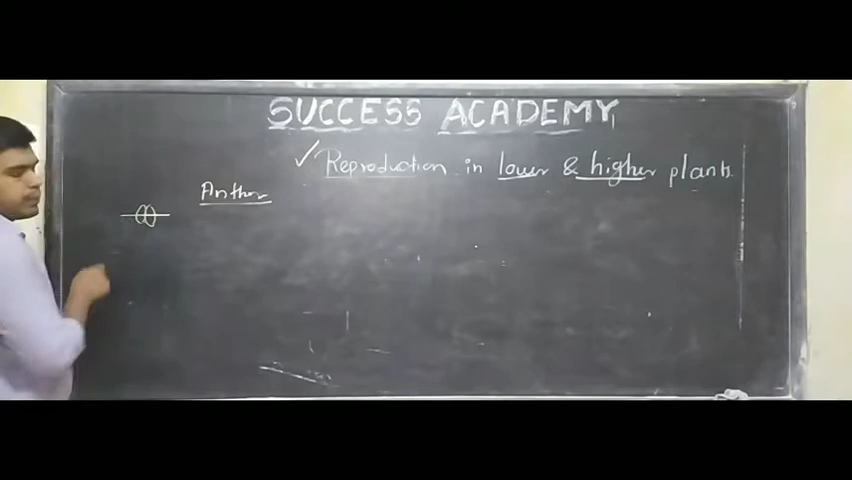 SUCCESS ACADEMY
✓ Reproduction in lower & higher plants
Anther